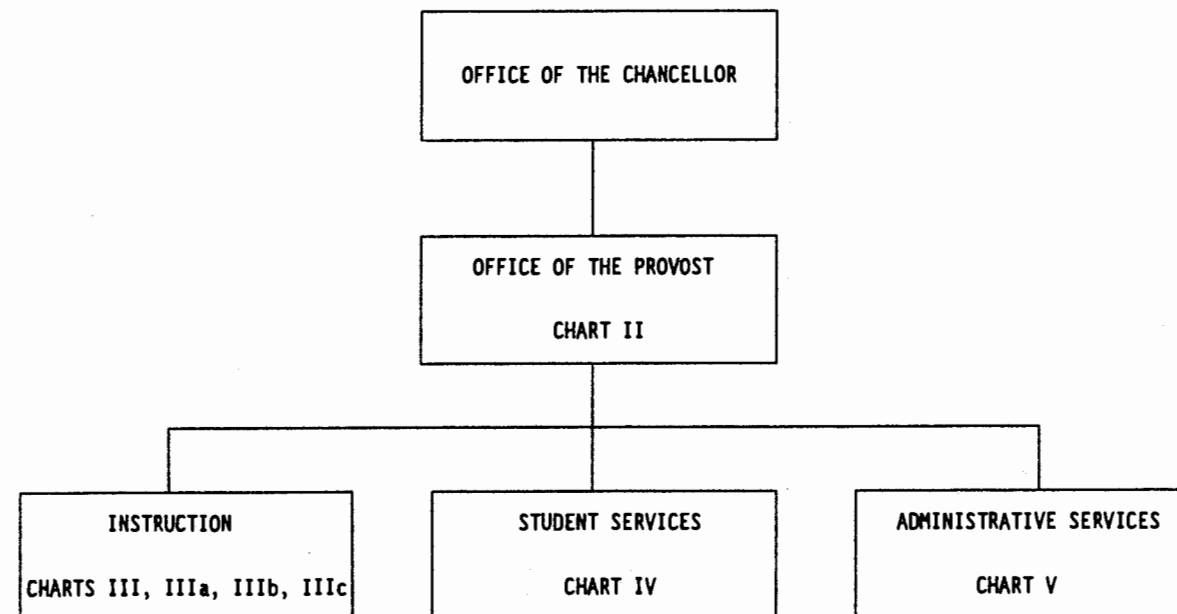 OFFICE OF THE CHANCELLOR
OFFICE OF THE PROVOST
CHART II
INSTRUCTION
CHARTS III, IIIa, IIIb, IIIc
STUDENT SERVICES
CHART IV
ADMINISTRATIVE SERVICES
CHART V